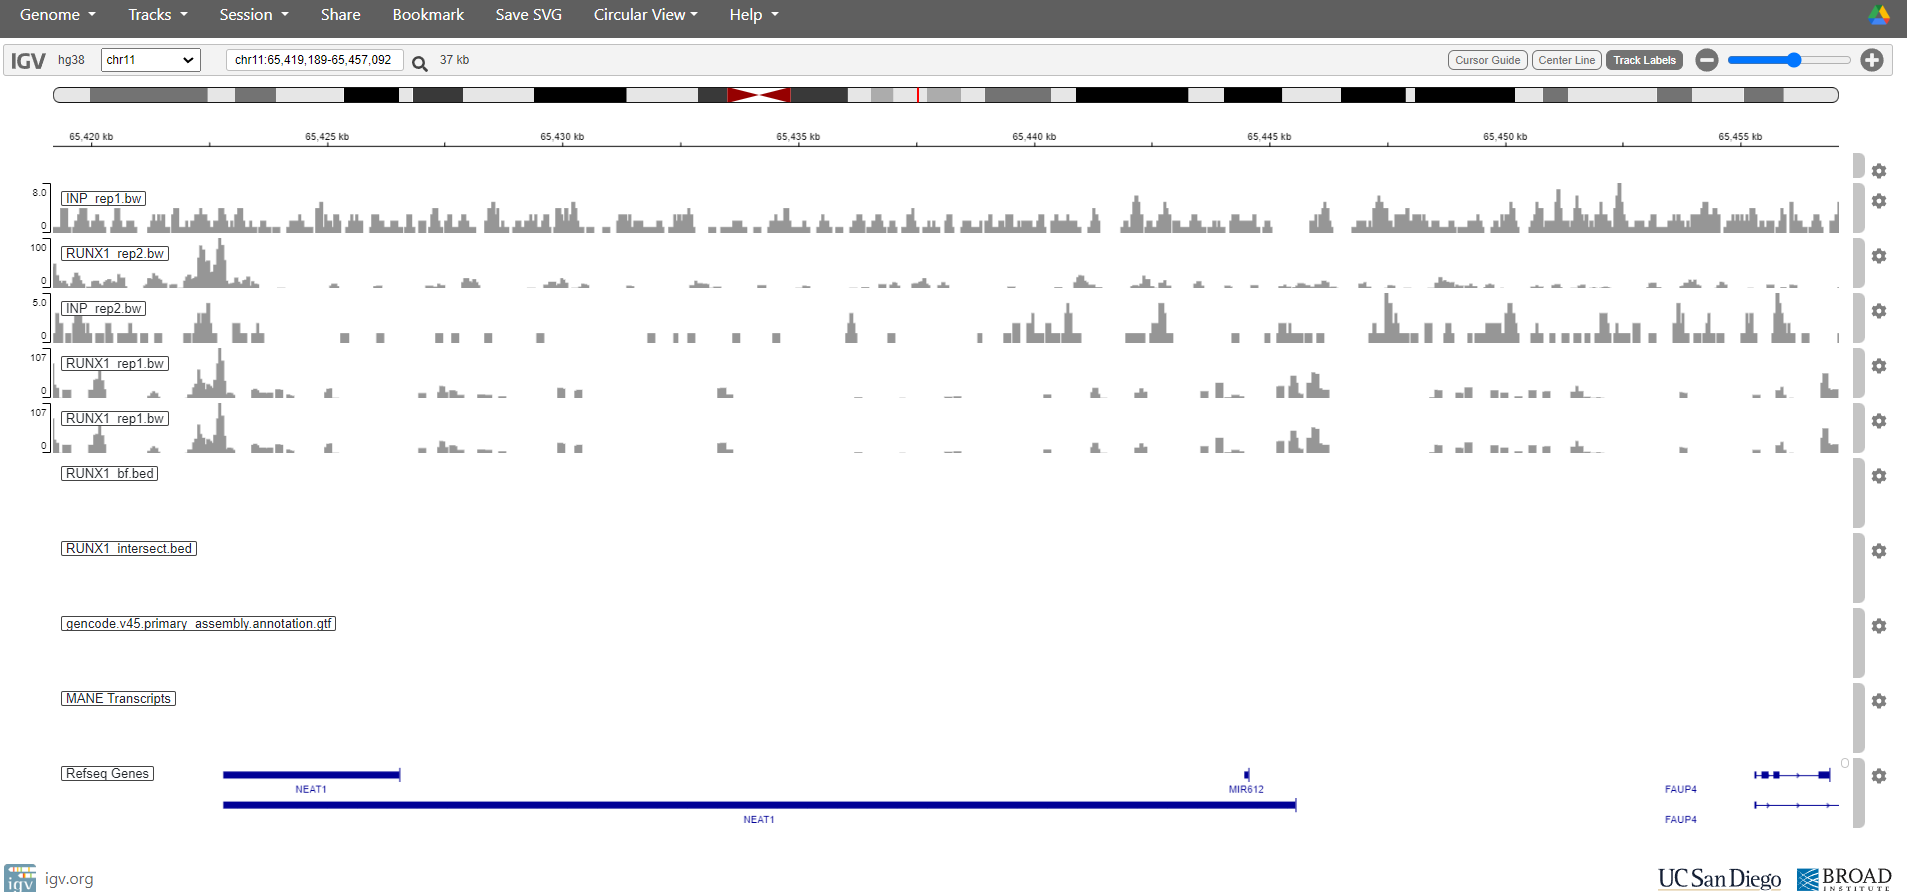 Genome Tracks Session Share Bookmark Save SVG Circular View Help
IGV hg38 chr11 chr11:65,419,189-65,457,092 37 kb Cursor Guide Center Line Track Labels
65,420 kb 65,425 kb 65,430 kb 65,435 kb 65,440 kb 65,445 kb 65,450 kb 65,455 kb
8.0 INP_rep1.bw
0
100 RUNX1_rep2.bw
0
5.0 INP_rep2.bw
0
107 RUNX1_rep1.bw
0
107 RUNX1_rep1.bw
0
RUNX1_bf.bed
RUNX1_intersect.bed
gencode.v45.primary_assembly.annotation.gtf
MANE Transcripts
Refseq Genes
NEAT1 MIR612 FAUP4
NEAT1 FAUP4
igv igv.org UC San Diego BROAD
INSTITUTE